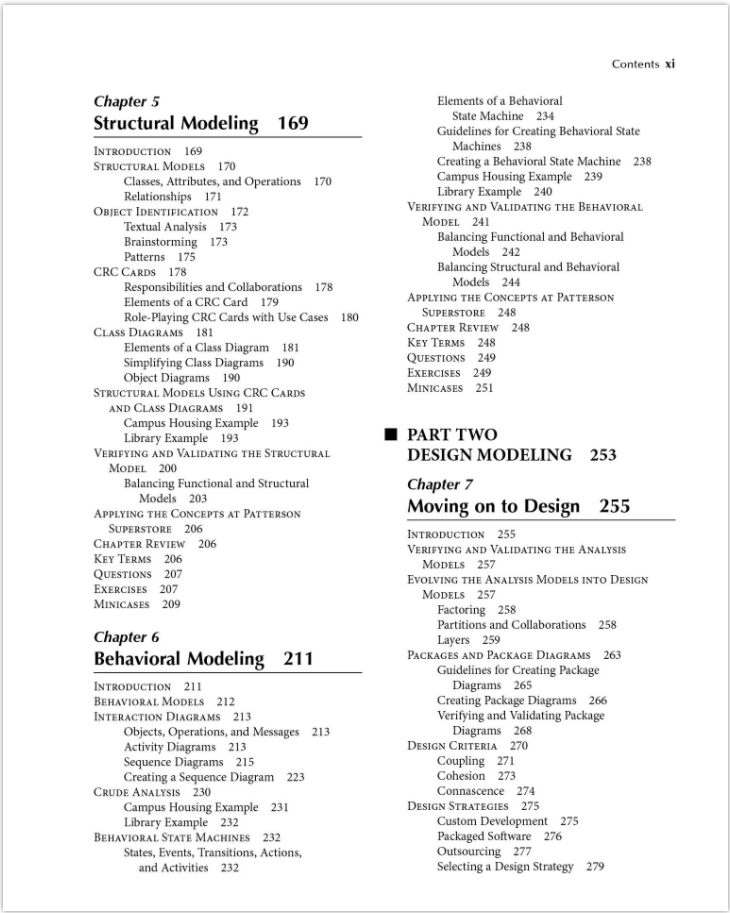 Contents xi
Chapter 5
Structural Modeling 169
INTRODUCTION 169
STRUCTURAL MODELS 170
Classes, Attributes, and Operations 170
Relationships 171
OBJECT IDENTIFICATION 172
Textual Analysis 173
Brainstorming 173
Patterns 175
CRC CARDS 178
Responsibilities and Collaborations 178
Elements of a CRC Card 179
Role-Playing CRC Cards with Use Cases 180
CLASS DIAGRAMS 181
Elements of a Class Diagram 181
Simplifying Class Diagrams 190
Object Diagrams 190
STRUCTURAL MODELS USING CRC CARDS
AND CLASS DIAGRAMS 191
Campus Housing Example 193
Library Example 193
VERIFYING AND VALIDATING THE STRUCTURAL
MODEL 200
Balancing Functional and Structural
Models 203
APPLYING THE CONCEPTS AT PATTERSON
SUPERSTORE 206
CHAPTER REVIEW 206
KEY TERMS 206
QUESTIONS 207
EXERCISES 207
MINICASES 209
Chapter 6
Behavioral Modeling 211
INTRODUCTION 211
BEHAVIORAL MODELS 212
INTERACTION DIAGRAMS 213
Objects, Operations, and Messages 213
Activity Diagrams 213
Sequence Diagrams 215
Creating a Sequence Diagram 223
CRUDE ANALYSIS 230
Campus Housing Example 231
Library Example 232
BEHAVIORAL STATE MACHINES 232
States, Events, Transitions, Actions,
and Activities 232
Elements of a Behavioral
State Machine 234
Guidelines for Creating Behavioral State
Machines 238
Creating a Behavioral State Machine 238
Campus Housing Example 239
Library Example 240
VERIFYING AND VALIDATING THE BEHAVIORAL
MODEL 241
Balancing Functional and Behavioral
Models 242
Balancing Structural and Behavioral
Models 244
APPLYING THE CONCEPTS AT PATTERSON
SUPERSTORE 248
CHAPTER REVIEW 248
KEY TERMS 248
QUESTIONS 249
EXERCISES 249
MINICASES 251
PART TWO
DESIGN MODELING 253
Chapter 7
Moving on to Design 255
INTRODUCTION 255
VERIFYING AND VALIDATING THE ANALYSIS
MODELS 257
EVOLVING THE ANALYSIS MODELS INTO DESIGN
MODELS 257
Factoring 258
Partitions and Collaborations 258
Layers 259
PACKAGES AND PACKAGE DIAGRAMS 263
Guidelines for Creating Package
Diagrams 265
Creating Package Diagrams 266
Verifying and Validating Package
Diagrams 268
DESIGN CRITERIA 270
Coupling 271
Cohesion 273
Connascence 274
DESIGN STRATEGIES 275
Custom Development 275
Packaged Software 276
Outsourcing 277
Selecting a Design Strategy 279